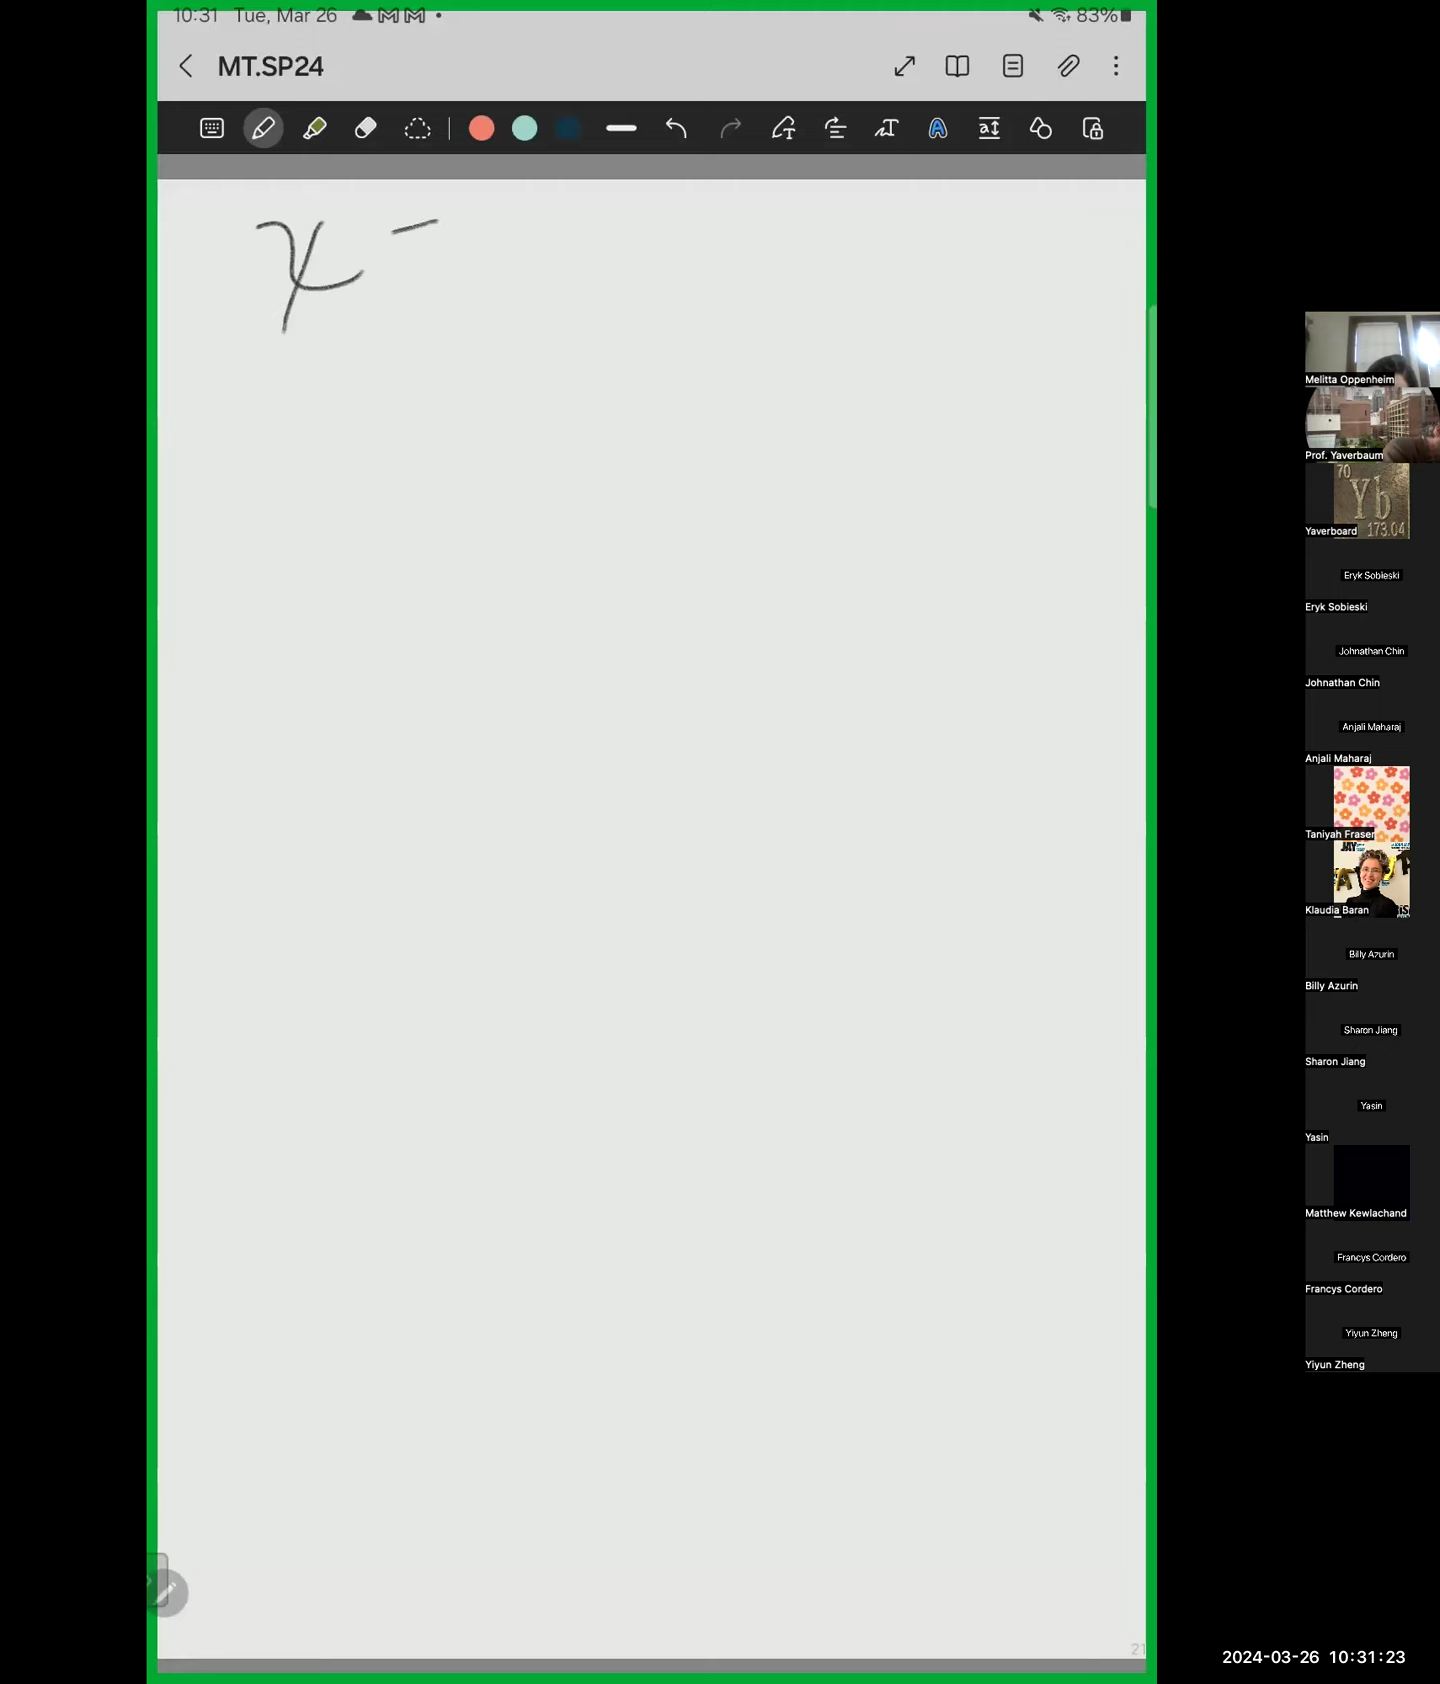 10:31 Tue, Mar 26 83%
MT.SP24
x -
Melitta Oppenheim
Prof. Yaverbaum
70
Yb
173.04
Yaverboard
Eryk Sobieski
Eryk Sobieski
Johnathan Chin
Johnathan Chin
Anjali Maharaj
Anjali Maharaj
Taniyah Fraser
Klaudia Baran
Billy Azurin
Billy Azurin
Sharon Jiang
Sharon Jiang
Yasin
Yasin
Matthew Kewlachand
Francys Cordero
Francys Cordero
Yiyun Zheng
Yiyun Zheng
21
2024-03-26 10:31:23